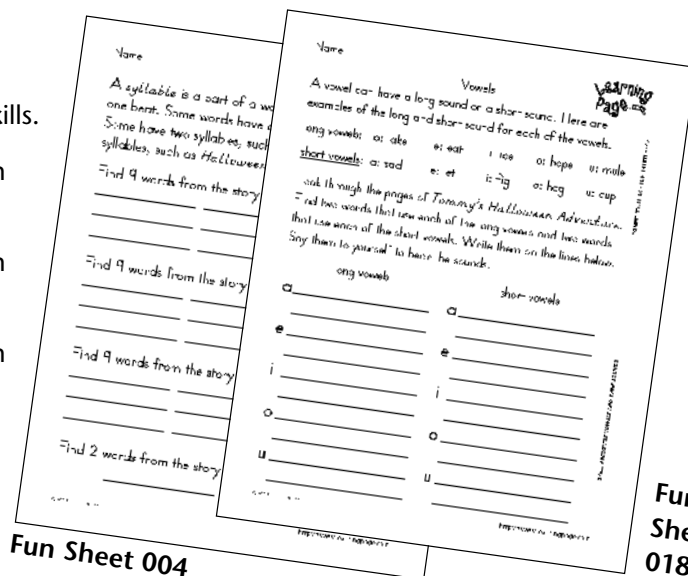 kills.
n
n
n
Name
A syllable is a part of a wo
one beat. Some words have
Some have two syllables, such
syllables, such as Halloween
Find 9 words from the story
Find 9 words from the story
Find 9 words from the story
Find 2 words from the story
Fun Sheet 004
Name
Vowels
Learning
Page
A vowel can have a long sound or a short sound. Here are
examples of the long and short sound for each of the vowels.
long vowels: a: ake e: eat i: ice o: hope u: mule
short vowels: a: sad e: et i: fig o: hog u: cup
Look through the pages of Tommy's Halloween Adventure.
Find two words that use each of the long vowels and two words
that use each of the short vowels. Write them on the lines below.
Say them to yourself to hear the sounds.
long vowels short vowels
a a
e e
i i
o o
u u
Fun
She
018